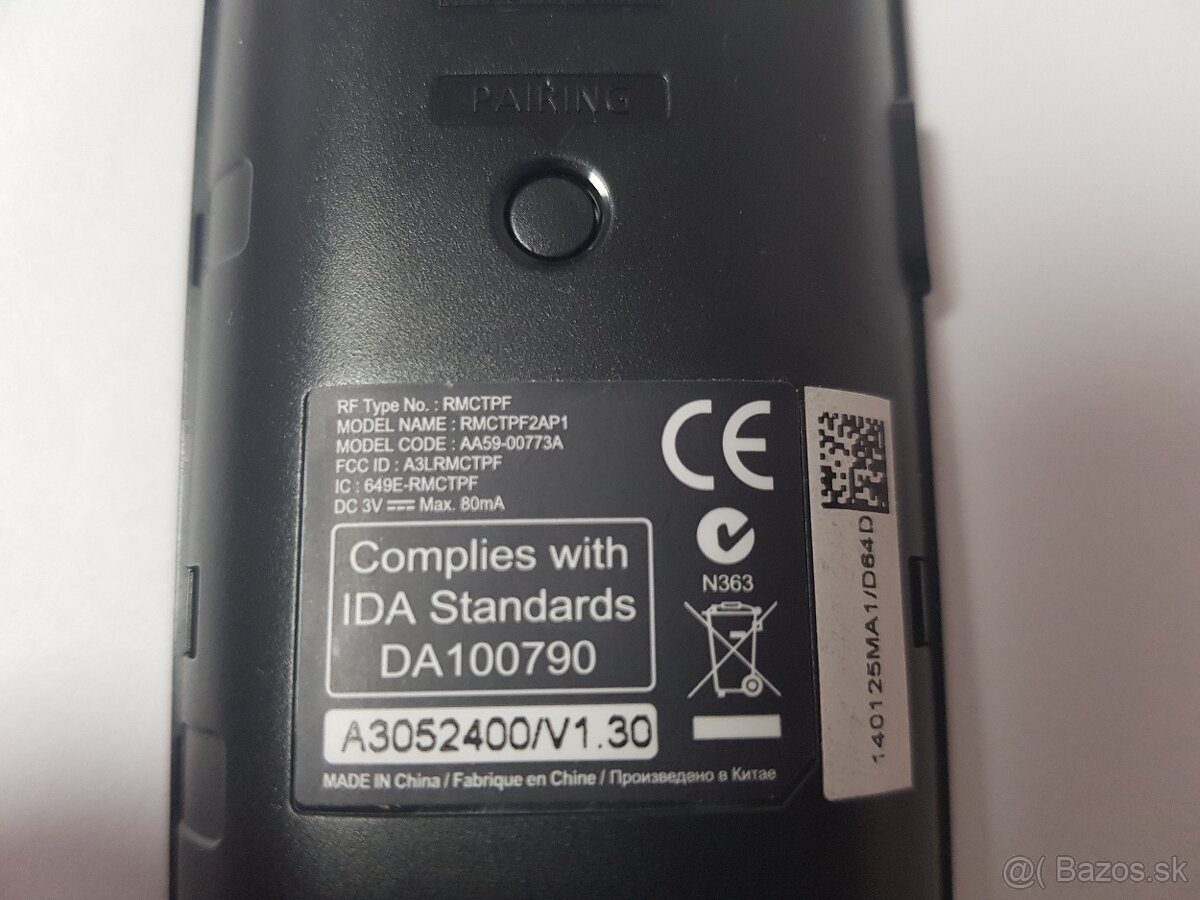 PAIRING
RF Type No. : RMCTPF
MODEL NAME : RMCTPF2AP1
MODEL CODE : AA59-00773A
FCC ID : A3LRMCTPF
IC : 649E-RMCTPF
DC 3V Max. 80mA
Complies with
IDA Standards
DA100790
A3052400/V1.30
MADE IN China / Fabrique en Chine / Произведено в Китае
CE
N363
140125MA1/D64D
@( Bazos.sk